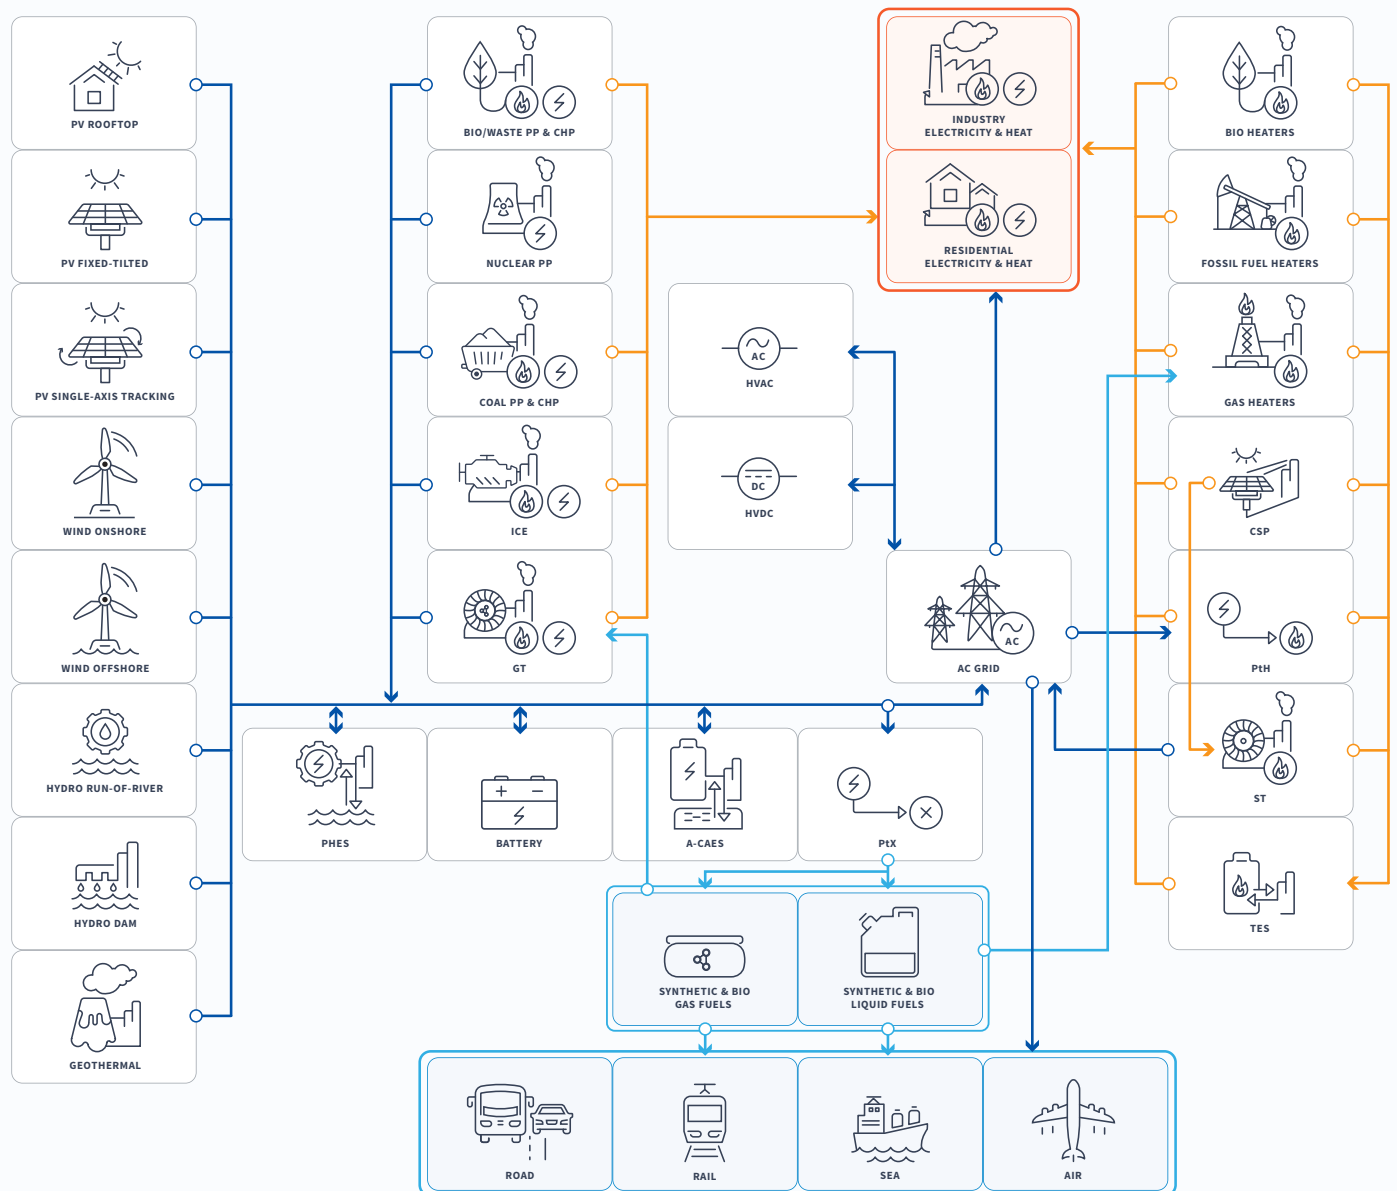 PV ROOFTOP
PV FIXED-TILTED
PV SINGLE-AXIS TRACKING
WIND ONSHORE
WIND OFFSHORE
HYDRO RUN-OF-RIVER
HYDRO DAM
GEOTHERMAL
BIO/WASTE PP & CHP
NUCLEAR PP
COAL PP & CHP
ICE
GT
AC
HVAC
DC
HVDC
INDUSTRY
ELECTRICITY & HEAT
RESIDENTIAL
ELECTRICITY & HEAT
AC
AC GRID
BIO HEATERS
FOSSIL FUEL HEATERS
GAS HEATERS
CSP
PtH
ST
TES
PHES
BATTERY
A-CAES
PtX
SYNTHETIC & BIO
GAS FUELS
SYNTHETIC & BIO
LIQUID FUELS
ROAD
RAIL
SEA
AIR